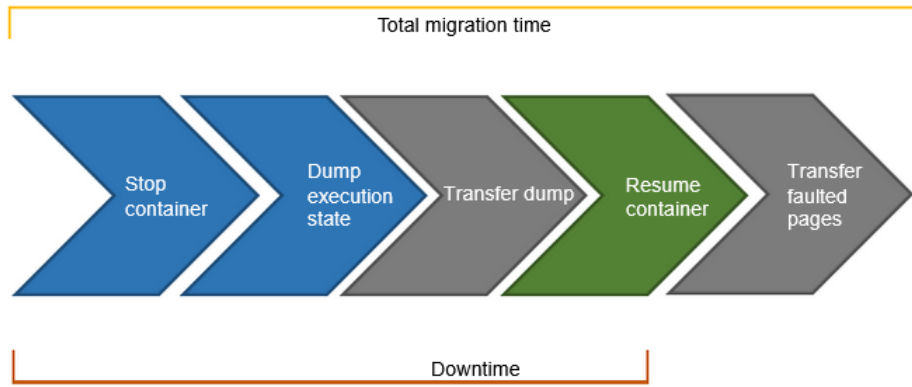 Total migration time
Stop
container
Dump
execution
state
Transfer dump
Resume
container
Transfer
faulted
pages
Downtime